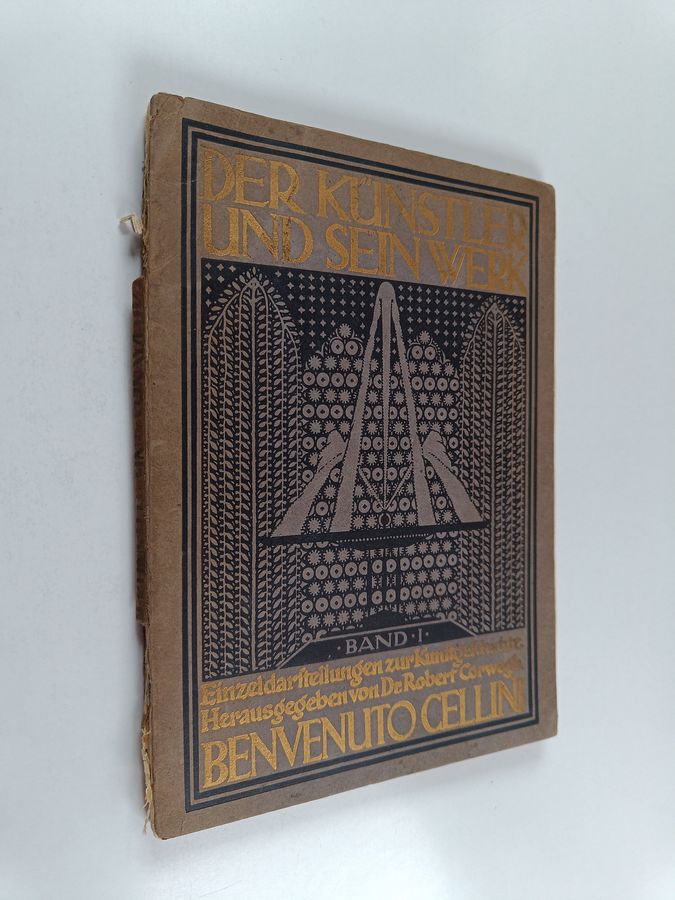 DER KÜNSTLER
UND SEIN WERK
·BAND·I·
Einzeldarstellungen zur Kunstgeschichte.
Herausgegeben von Dr. Robert Corwegh.
BENVENUTO CELLINI